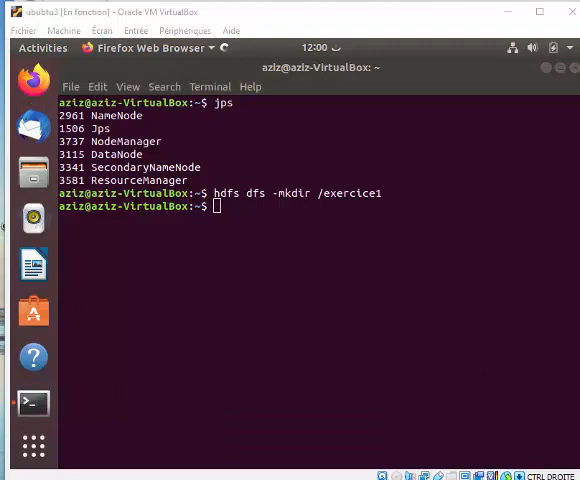 ububtu3 [En fonction] - Oracle VM VirtualBox
Fichier Machine Écran Entrée Périphériques Aide
Activities Firefox Web Browser 12:00 ت
aziz@aziz-VirtualBox: ~
File Edit View Search Terminal Help
aziz@aziz-VirtualBox:~$ jps
2961 NameNode
1506 Jps
3737 NodeManager
3115 DataNode
3341 SecondaryNameNode
3581 ResourceManager
aziz@aziz-VirtualBox:~$ hdfs dfs -mkdir /exercice1
aziz@aziz-VirtualBox:~$
CTRL DROITE